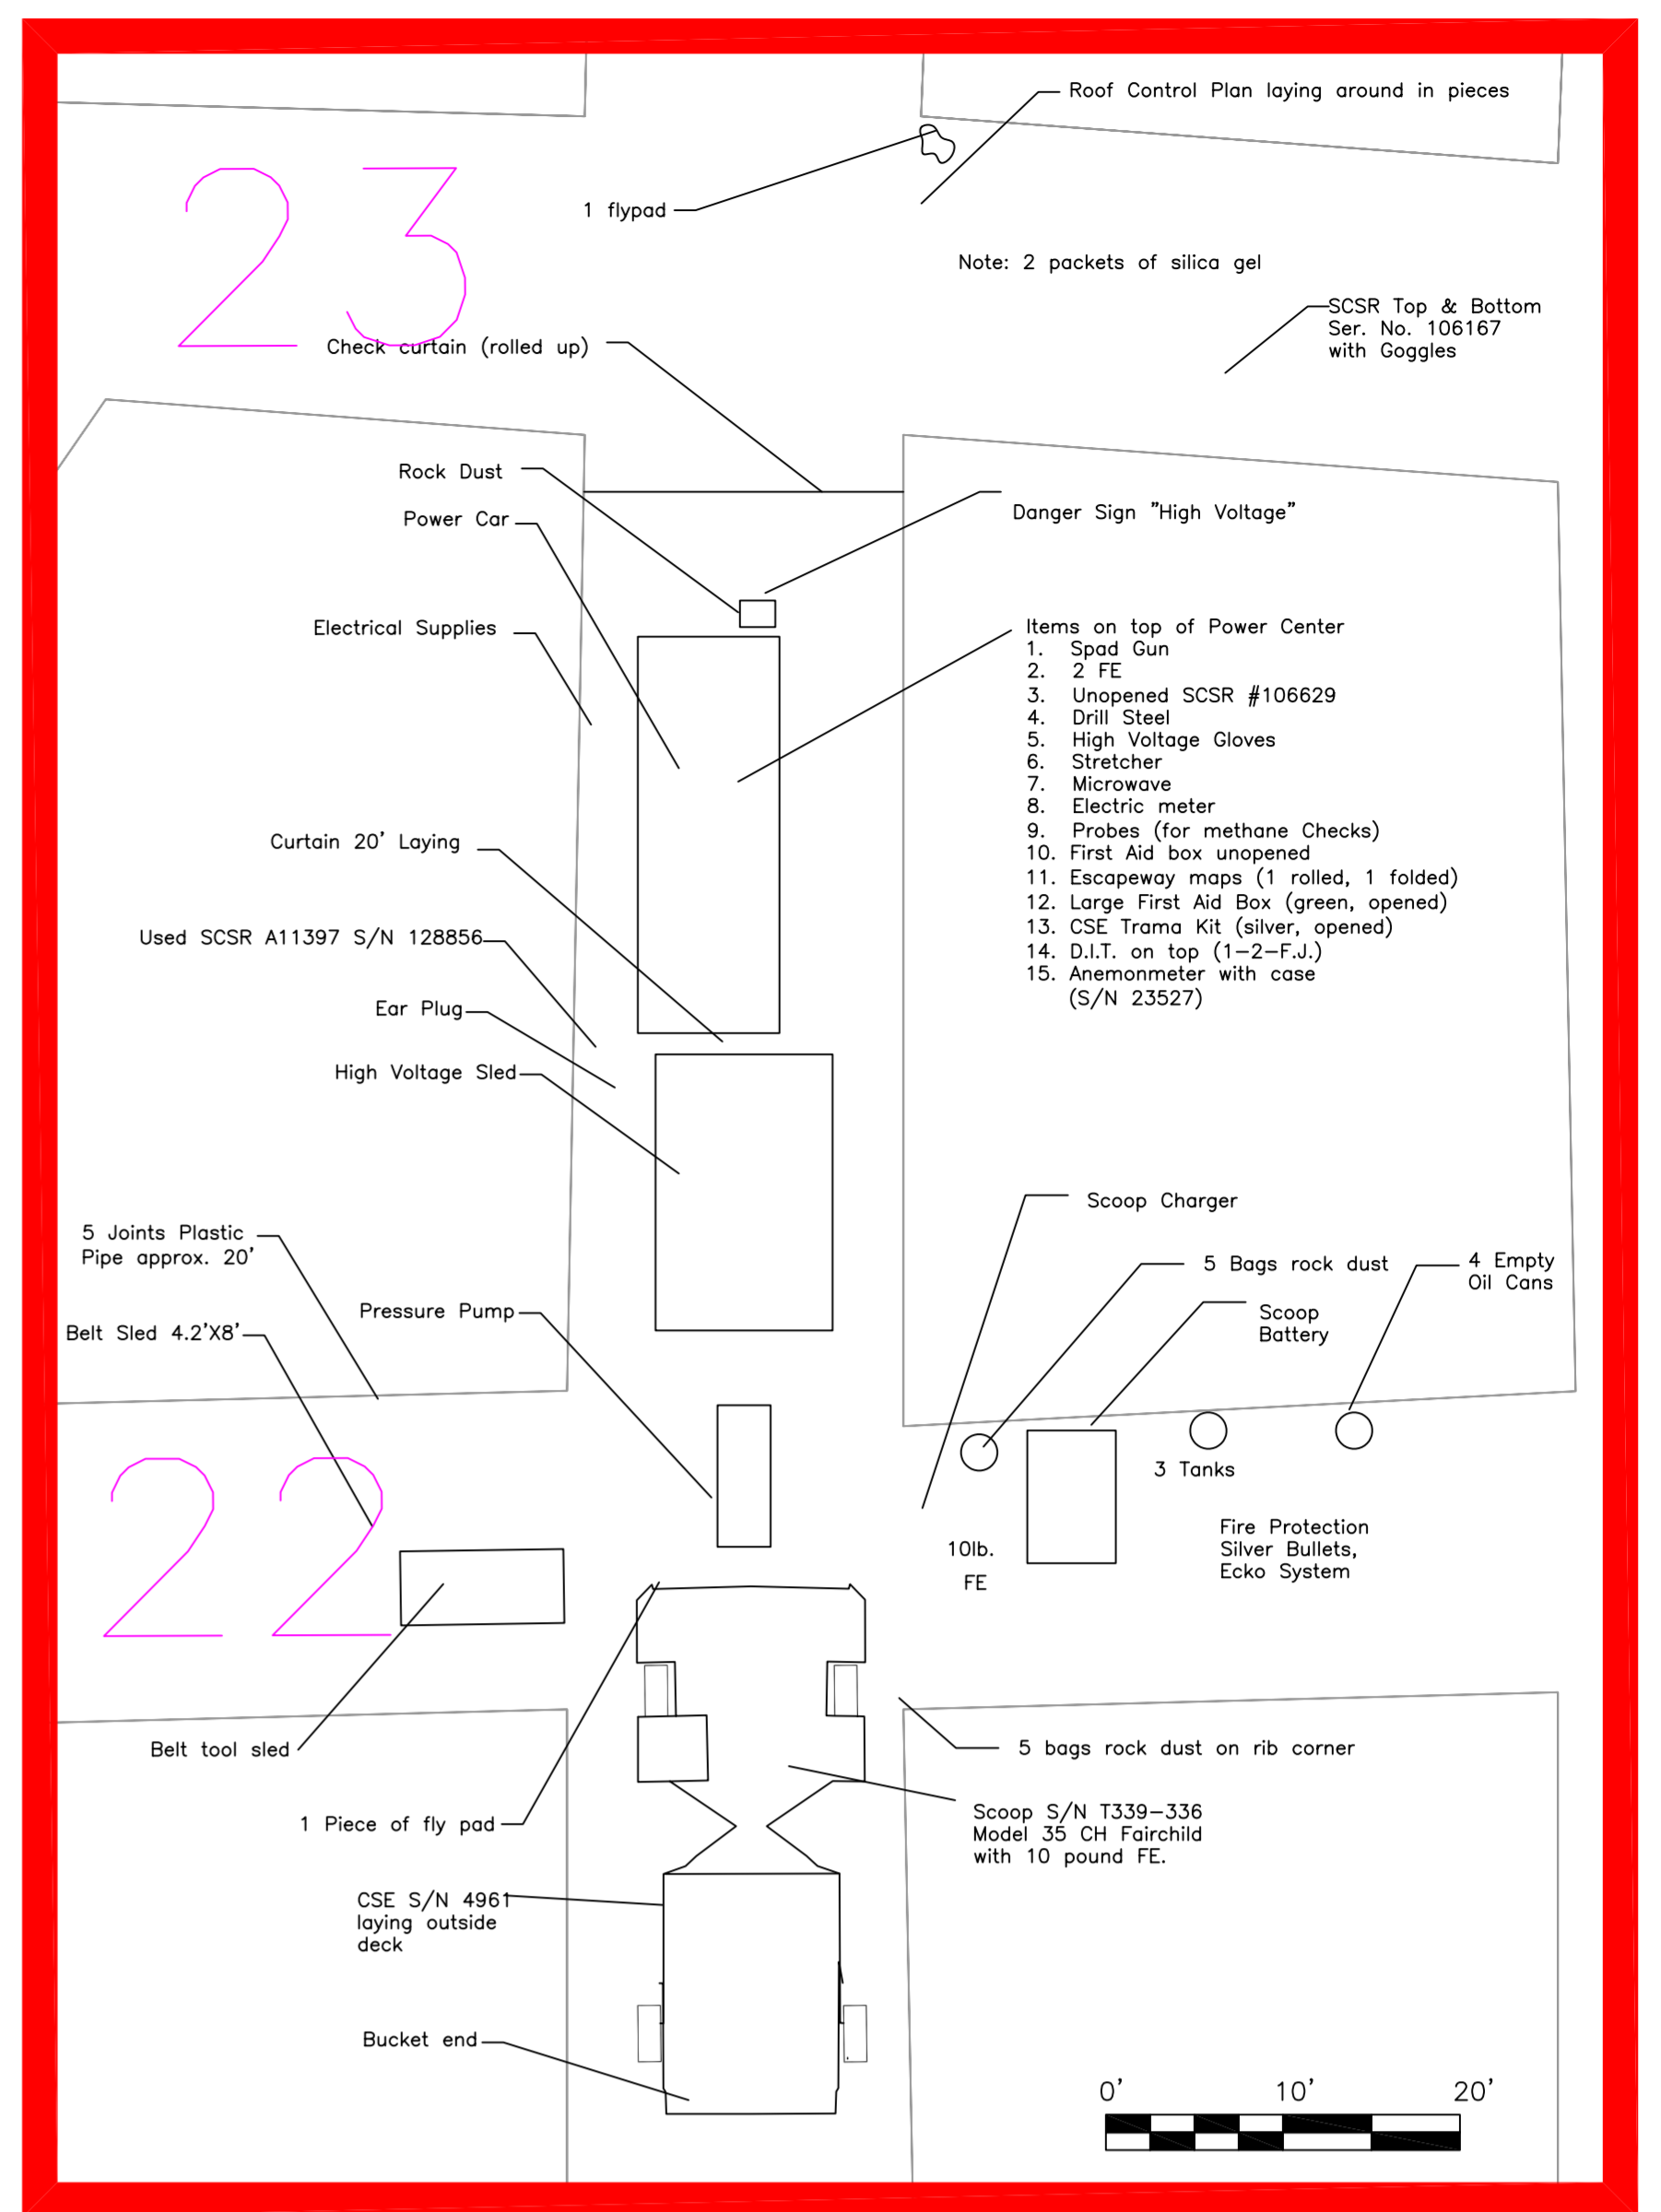 Roof Control Plan laying around in pieces
1 flypad
23
Note: 2 packets of silica gel
SCSR Top & Bottom
Ser. No. 106167
with Goggles
Check curtain (rolled up)
Rock Dust
Power Car
Danger Sign "High Voltage"
Electrical Supplies
Items on top of Power Center
1. Spad Gun
2. 2 FE
3. Unopened SCSR #106629
4. Drill Steel
5. High Voltage Gloves
6. Stretcher
7. Microwave
8. Electric meter
9. Probes (for methane Checks)
10. First Aid box unopened
11. Escapeway maps (1 rolled, 1 folded)
12. Large First Aid Box (green, opened)
13. CSE Trama Kit (silver, opened)
14. D.I.T. on top (1-2-F.J.)
15. Anemonmeter with case
(S/N 23527)
Curtain 20' Laying
Used SCSR A11397 S/N 128856
Ear Plug
High Voltage Sled
Scoop Charger
5 Joints Plastic
Pipe approx. 20'
5 Bags rock dust
4 Empty
Oil Cans
Pressure Pump
Scoop
Battery
Belt Sled 4.2'X8'
3 Tanks
22
10lb.
FE
Fire Protection
Silver Bullets,
Ecko System
Belt tool sled
5 bags rock dust on rib corner
1 Piece of fly pad
Scoop S/N T339-336
Model 35 CH Fairchild
with 10 pound FE.
CSE S/N 4961
laying outside
deck
Bucket end
0' 10' 20'